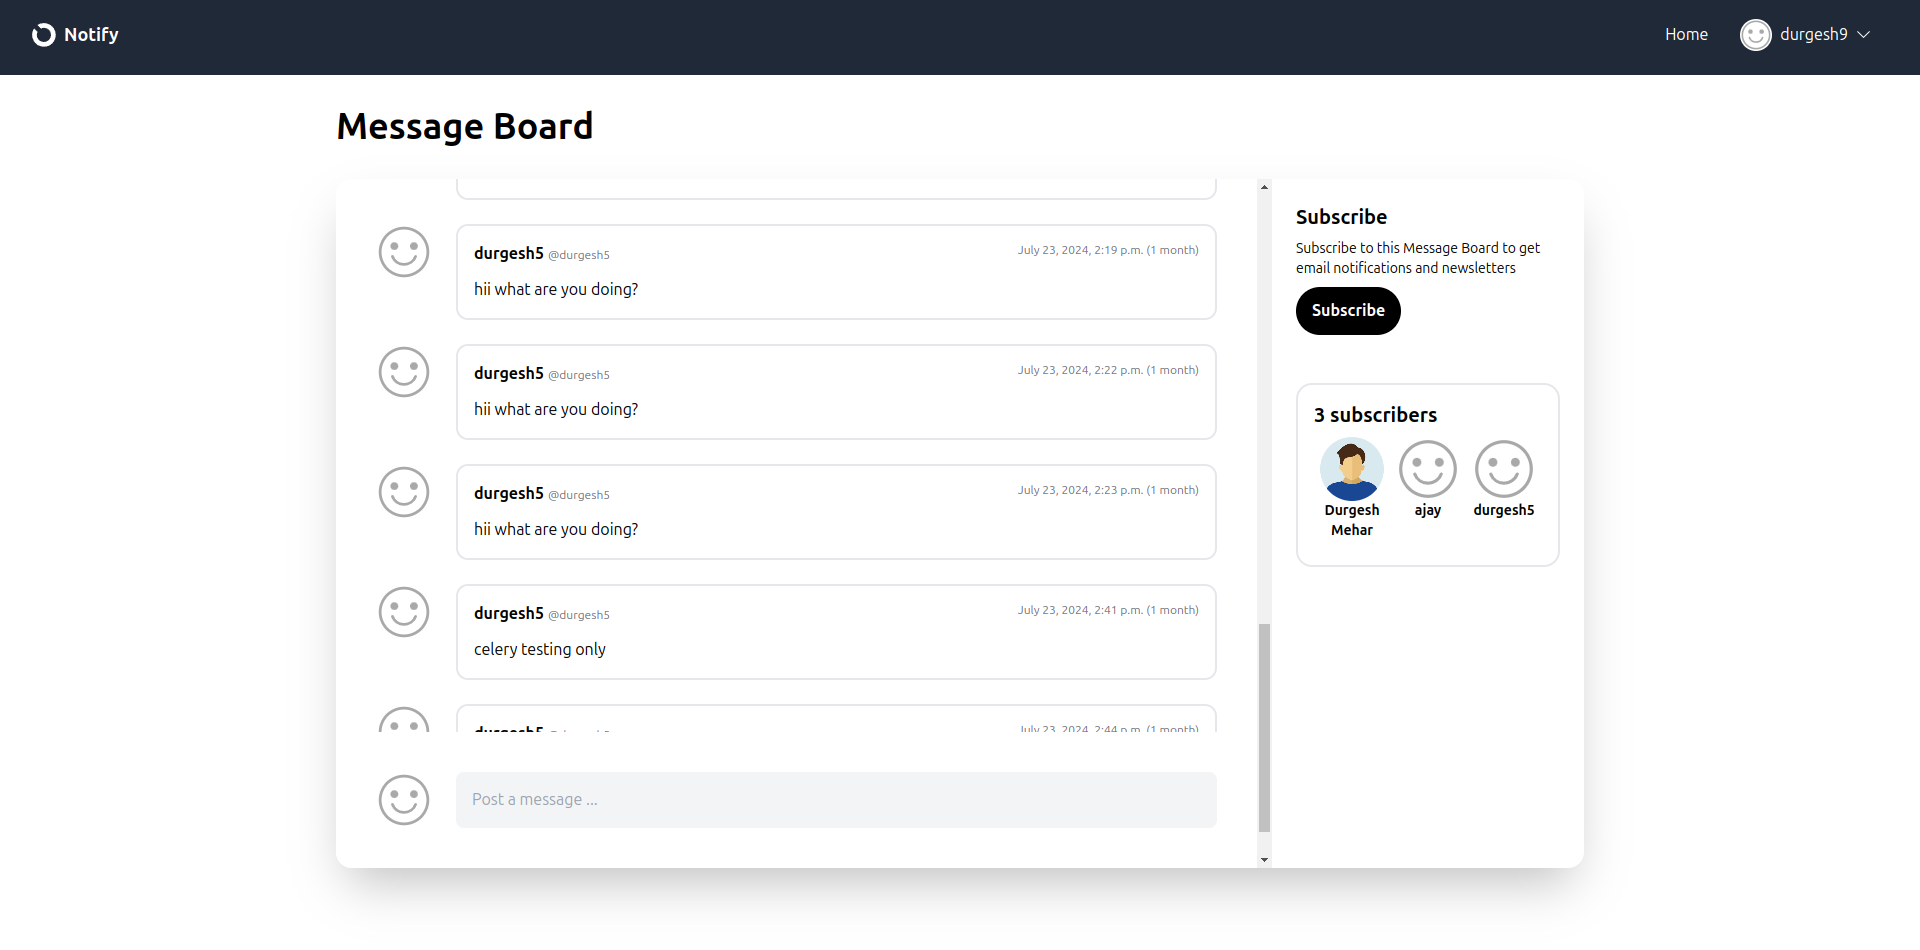 Notify
Home
durgesh9
Message Board
durgesh5 @durgesh5
July 23, 2024, 2:19 p.m. (1 month)
hii what are you doing?
durgesh5 @durgesh5
July 23, 2024, 2:22 p.m. (1 month)
hii what are you doing?
durgesh5 @durgesh5
July 23, 2024, 2:23 p.m. (1 month)
hii what are you doing?
durgesh5 @durgesh5
July 23, 2024, 2:41 p.m. (1 month)
celery testing only
durgesh5
July 23, 2024, 2:44 p.m. (1 month)
Post a message ...
Subscribe
Subscribe to this Message Board to get
email notifications and newsletters
Subscribe
3 subscribers
Durgesh
Mehar
ajay
durgesh5